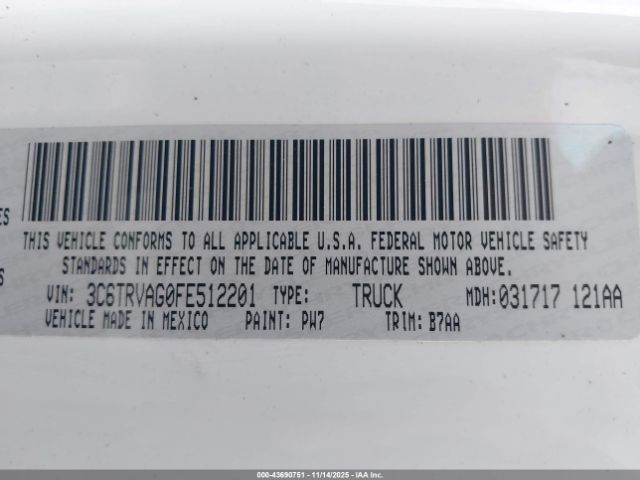 ES
THIS VEHICLE CONFORMS TO ALL APPLICABLE U.S.A. FEDERAL MOTOR VEHICLE SAFETY
STANDARDS IN EFFECT ON THE DATE OF MANUFACTURE SHOWN ABOVE.
S
VIN: 3C6TRVAG0FE512201 TYPE: TRUCK MDH:031717 121AA
VEHICLE MADE IN MEXICO PAINT: PW7 TRIM: B7AA
000-43690751 - 11/14/2025 - IAA Inc.